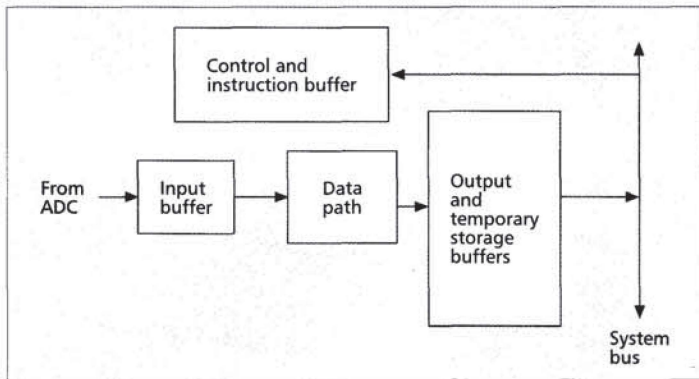 Control and
instruction buffer
From
ADC
Input
buffer
Data
path
Output
and
temporary
storage
buffers
System
bus